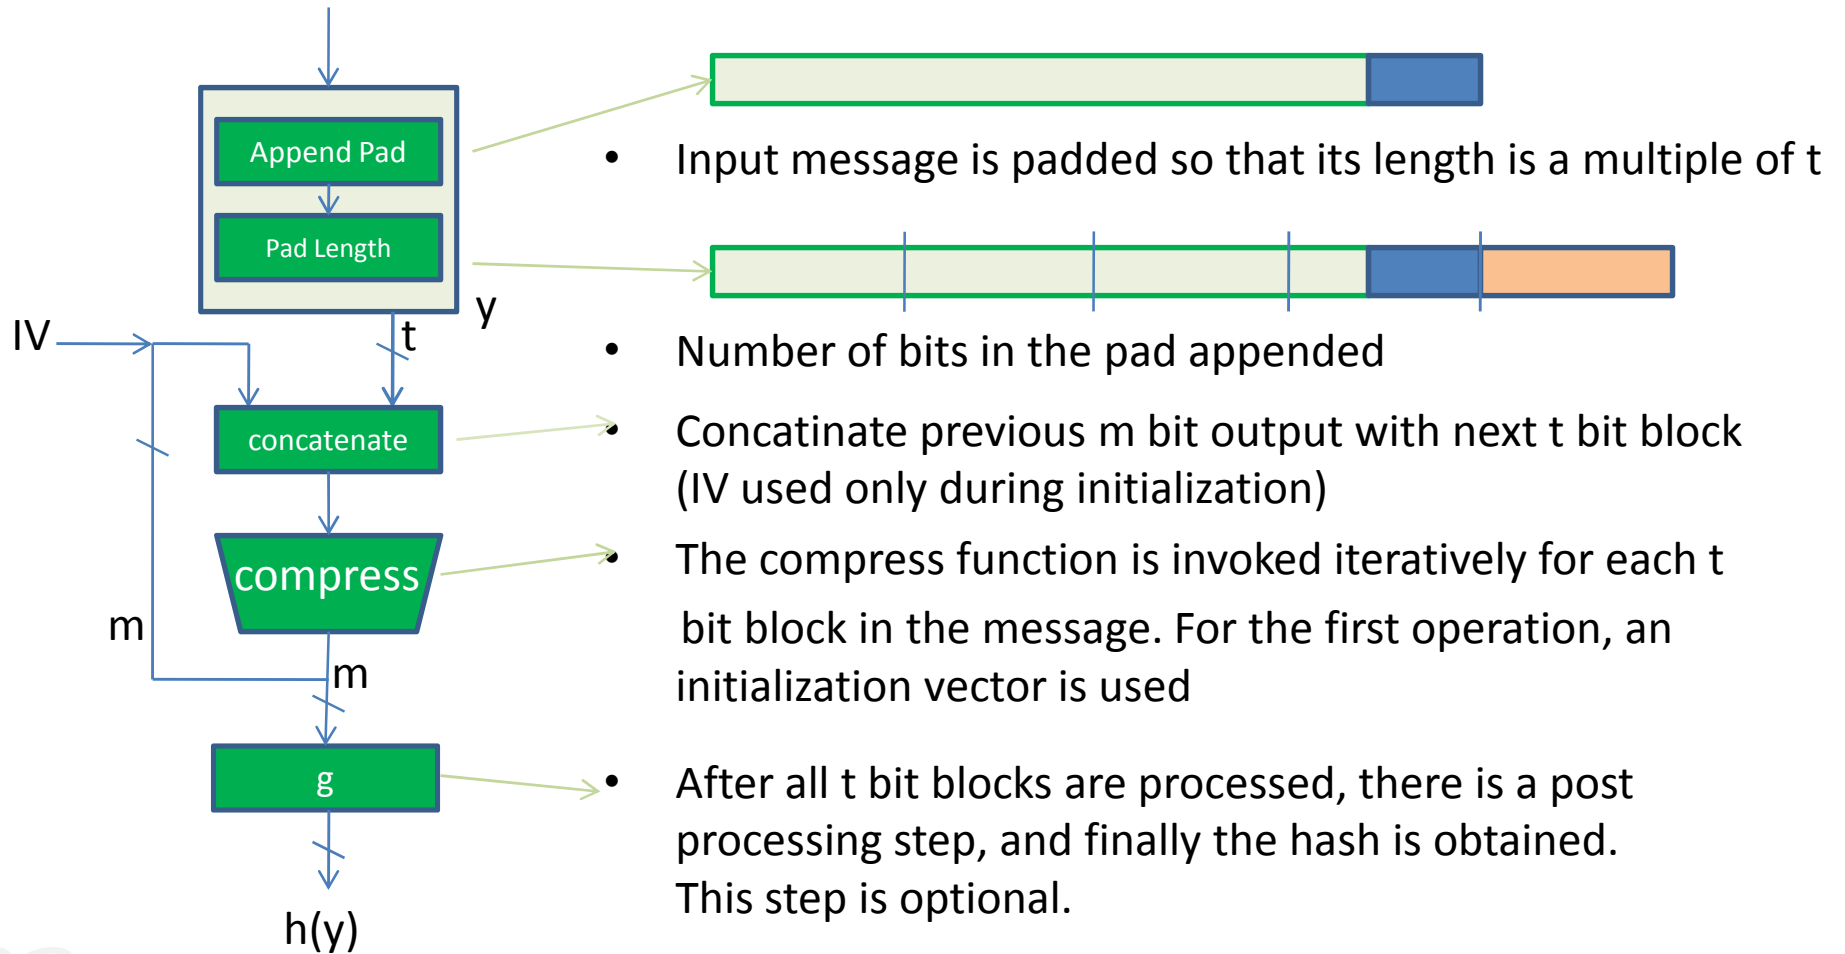 Append Pad
Pad Length
y
IV
t
concatenate
compress
m
m
g
h(y)
• Input message is padded so that its length is a multiple of t
• Number of bits in the pad appended
• Concatinate previous m bit output with next t bit block
(IV used only during initialization)
• The compress function is invoked iteratively for each t
bit block in the message. For the first operation, an
initialization vector is used
• After all t bit blocks are processed, there is a post
processing step, and finally the hash is obtained.
This step is optional.